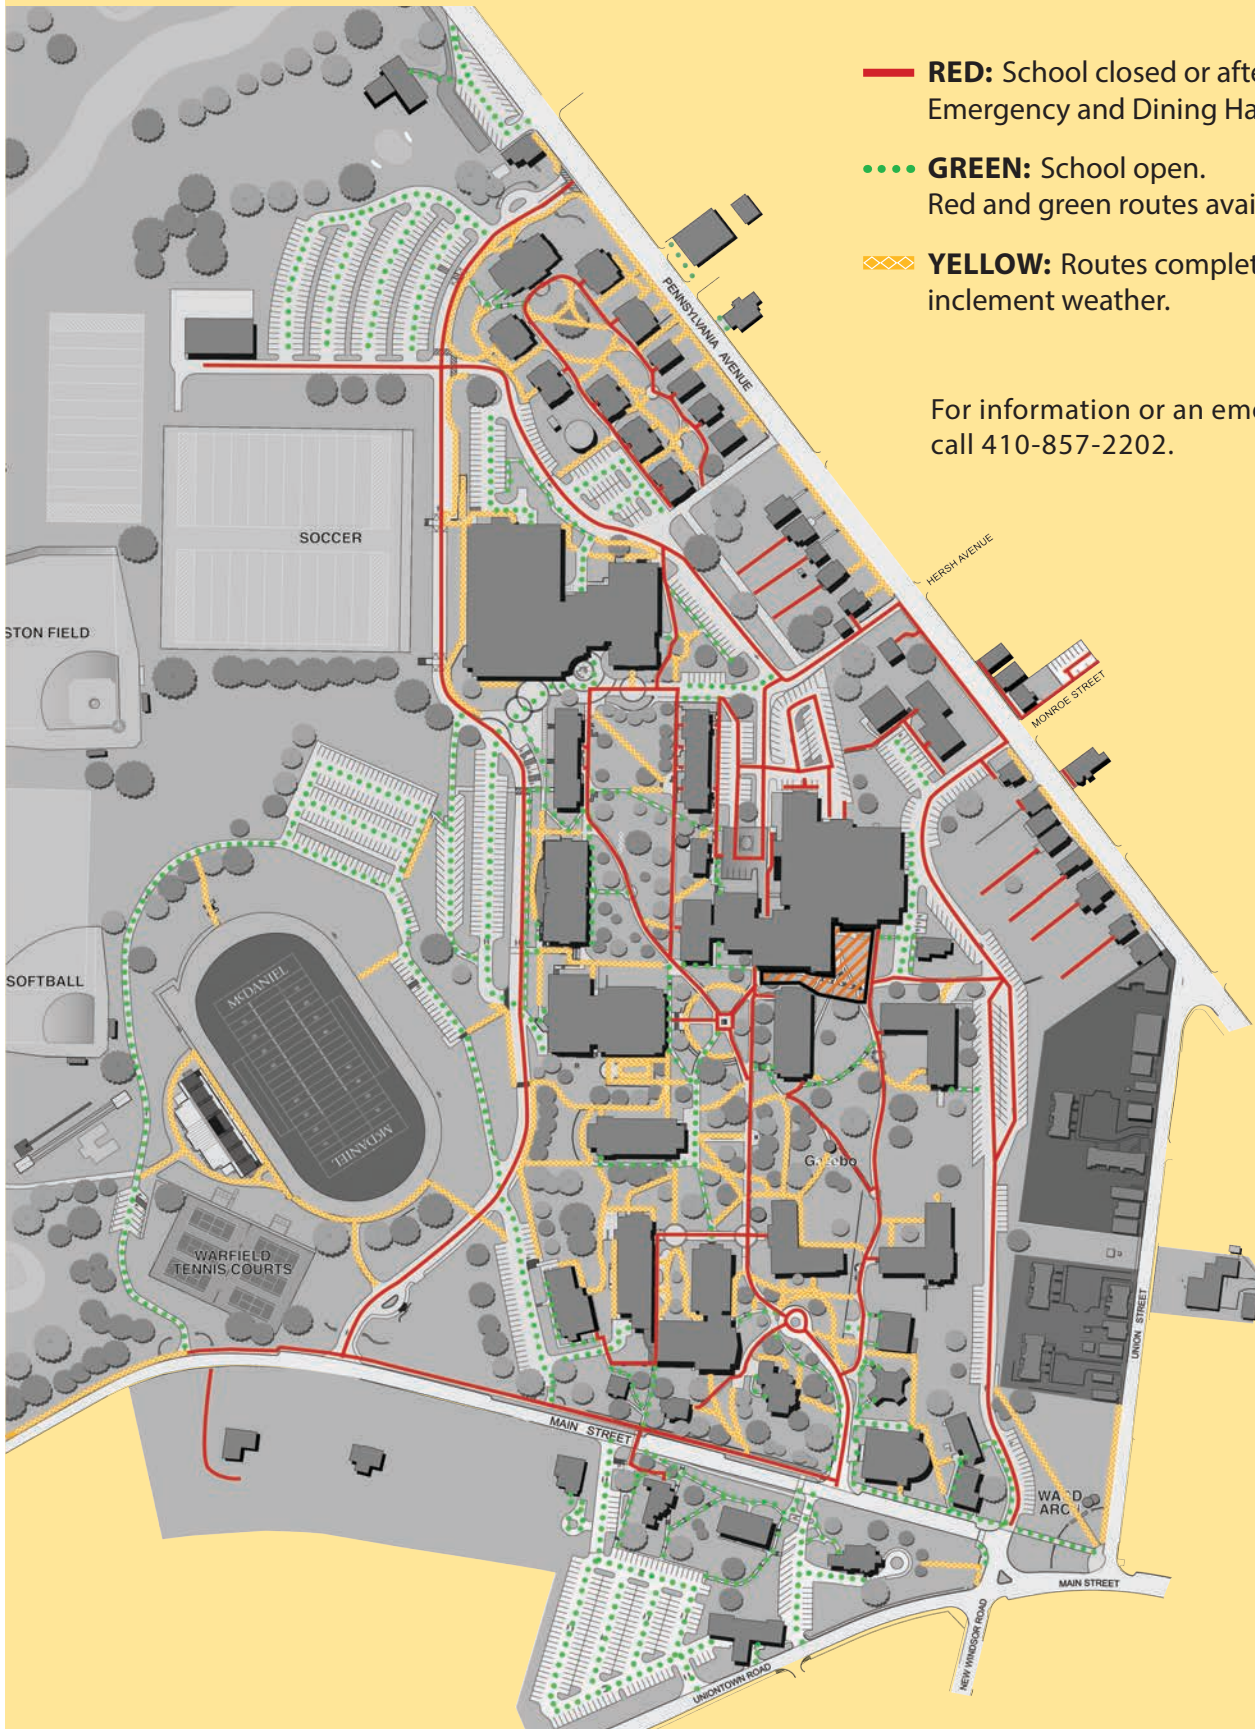 RED: School closed or afte
Emergency and Dining Ha
GREEN: School open.
Red and green routes avai
YELLOW: Routes complet
inclement weather.
For information or an eme
call 410-857-2202.
PENNSYLVANIA AVENUE
HERSH AVENUE
MONROE STREET
SOCCER
STON FIELD
SOFTBALL
MCDANIEL
MCDANIEL
WARFIELD
TENNIS COURTS
MAIN STREET
UNION STREET
MAIN STREET
NEW WINDSOR ROAD
UNIONTOWN ROAD